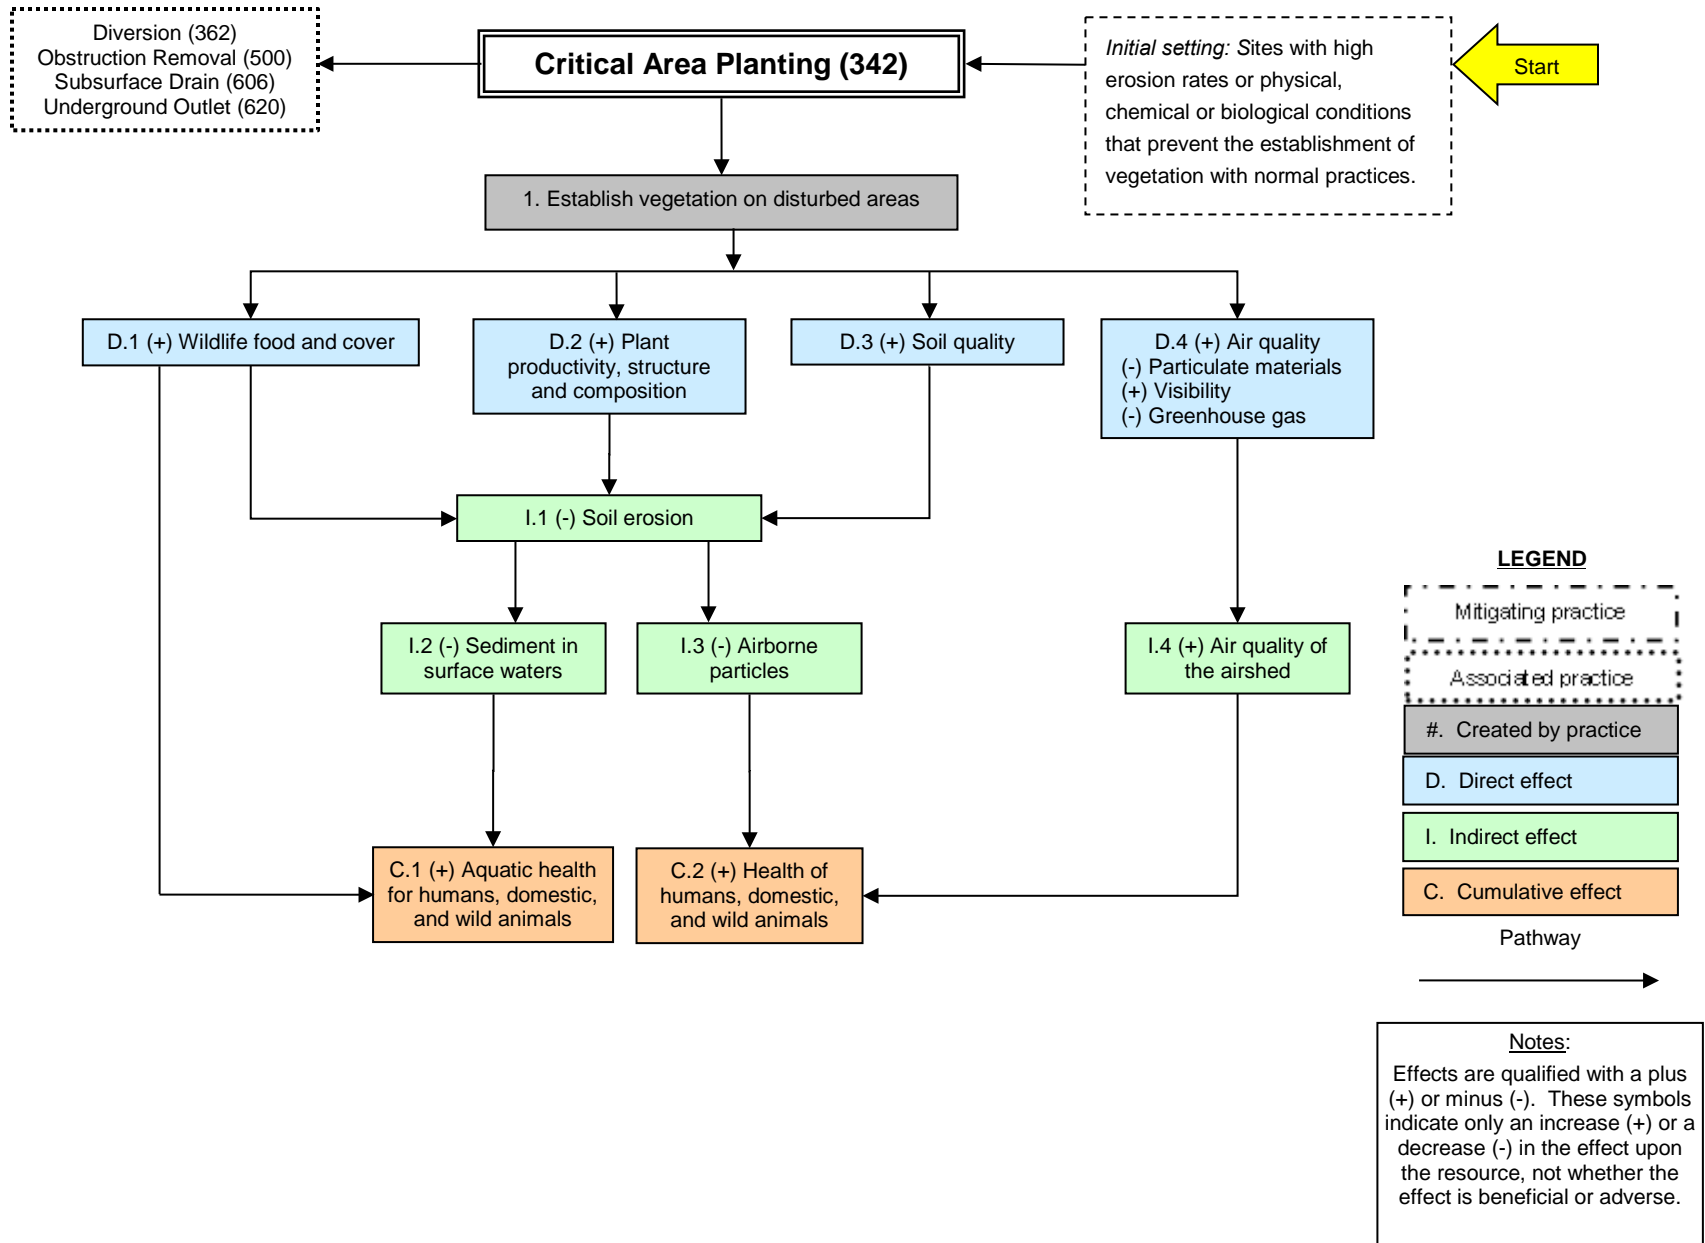 Diversion (362)
Obstruction Removal (500)
Subsurface Drain (606)
Underground Outlet (620)
Critical Area Planting (342)
Initial setting: Sites with high
erosion rates or physical,
chemical or biological conditions
that prevent the establishment of
vegetation with normal practices.
Start
1. Establish vegetation on disturbed areas
D.1 (+) Wildlife food and cover
D.2 (+) Plant
productivity, structure
and composition
D.3 (+) Soil quality
D.4 (+) Air quality
(-) Particulate materials
(+) Visibility
(-) Greenhouse gas
I.1 (-) Soil erosion
I.2 (-) Sediment in
surface waters
I.3 (-) Airborne
particles
I.4 (+) Air quality of
the airshed
C.1 (+) Aquatic health
for humans, domestic,
and wild animals
C.2 (+) Health of
humans, domestic,
and wild animals
LEGEND
Mitigating practice
Associated practice
#. Created by practice
D. Direct effect
I. Indirect effect
C. Cumulative effect
Pathway
Notes:
Effects are qualified with a plus
(+) or minus (-). These symbols
indicate only an increase (+) or a
decrease (-) in the effect upon
the resource, not whether the
effect is beneficial or adverse.